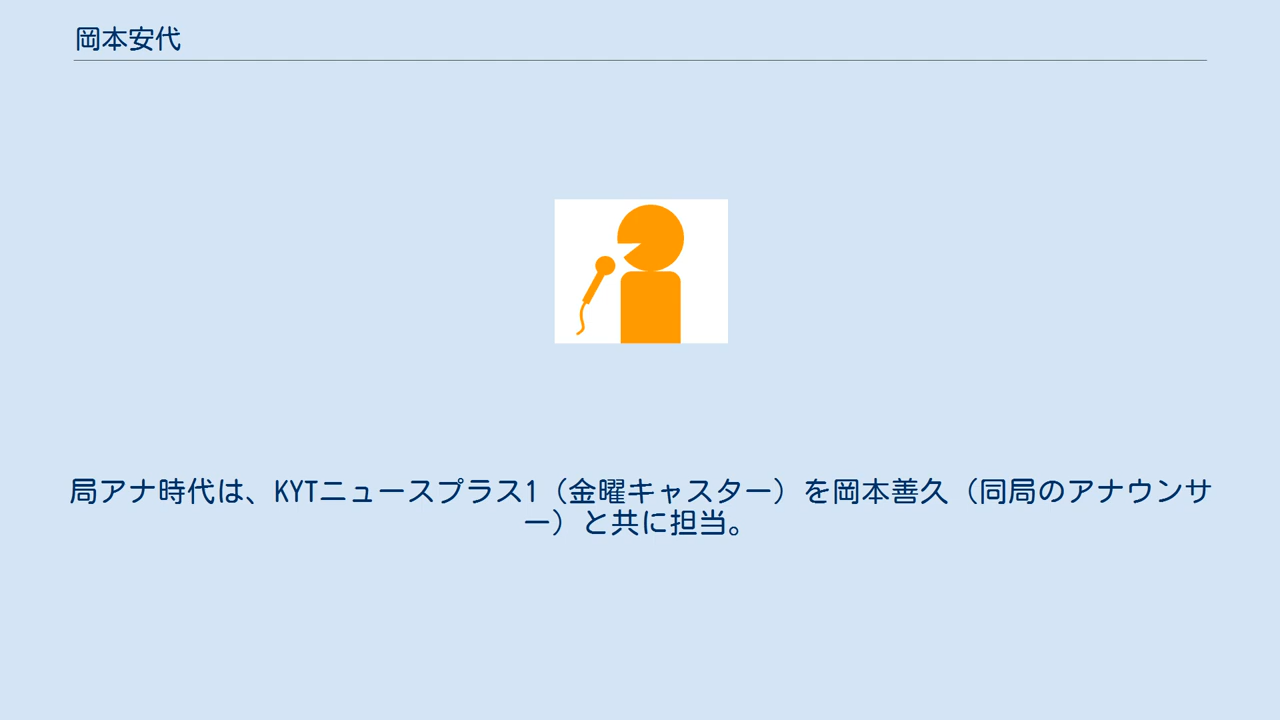 岡本安代
局アナ時代は、KYTニュースプラス1（金曜キャスター）を岡本善久（同局のアナウンサ
ー）と共に担当。